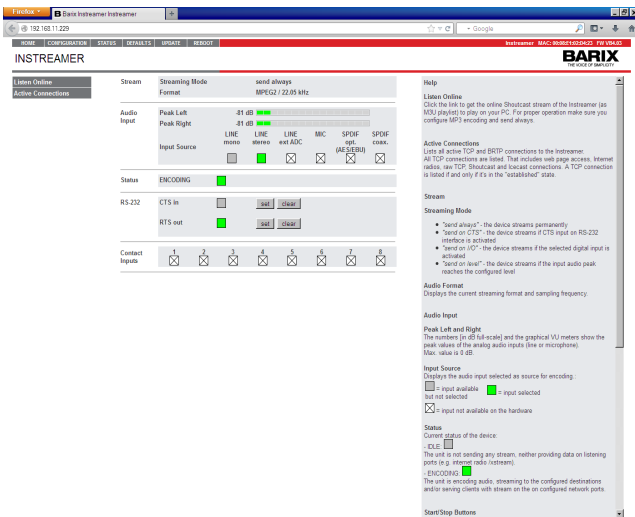 Firefox
Barix Instreamer Instreamer
192.168.11.229
Google
HOME CONFIGURATION STATUS DEFAULTS UPDATE REBOOT
Instreamer MAC: 00:08:E1:02:D4:23 FW VB4.03
INSTREAMER
BARIX
THE VOICE OF SIMPLICITY
Listen Online
Active Connections
Stream
Streaming Mode send always
Format MPEG2 / 22.05 kHz
Audio Input
Peak Left -81 dB
Peak Right -81 dB
Input Source
LINE mono
LINE stereo
LINE ext ADC
MIC
SPDIF opt. (AES/EBU)
SPDIF coax.
Status ENCODING
RS-232 CTS in set clear
RTS out set clear
Contact Inputs 1 2 3 4 5 6 7 8
Help
Listen Online
Click the link to get the online Shoutcast stream of the Instreamer (as
M3U playlist) to play on your PC. For proper operation make sure you
configure MP3 encoding and send always.
Active Connections
Lists all active TCP and BRTP connections to the Instreamer.
All TCP connections are listed. That includes web page access, Internet
radios, raw TCP, Shoutcast and Icecast connections. A TCP connection
is listed if and only if it's in the "established" state.
Stream
Streaming Mode
"send always" - the device streams permanently
"send on CTS" - the device streams if CTS input on RS-232
interface is activated
"send on I/O" - the device streams if the selected digital input is
activated
"send on level" - the device streams if the input audio peak
reaches the configured level
Audio Format
Displays the current streaming format and sampling frequency.
Audio Input
Peak Left and Right
The numbers [in dB full-scale] and the graphical VU meters show the
peak values of the analog audio inputs (line or microphone).
Max. value is 0 dB
Input Source
Displays the audio input selected as source for encoding.:
= input available
but not selected
= input selected
= input not available on the hardware
Status
Current status of the device:
- IDLE:
The unit is not sending any stream, neither providing data on listening
ports (e.g. internet radio /xstream).
- ENCODING:
The unit is encoding audio, streaming to the configured destinations
and/or serving clients with stream on the on configured network ports.
Start/Stop Buttons